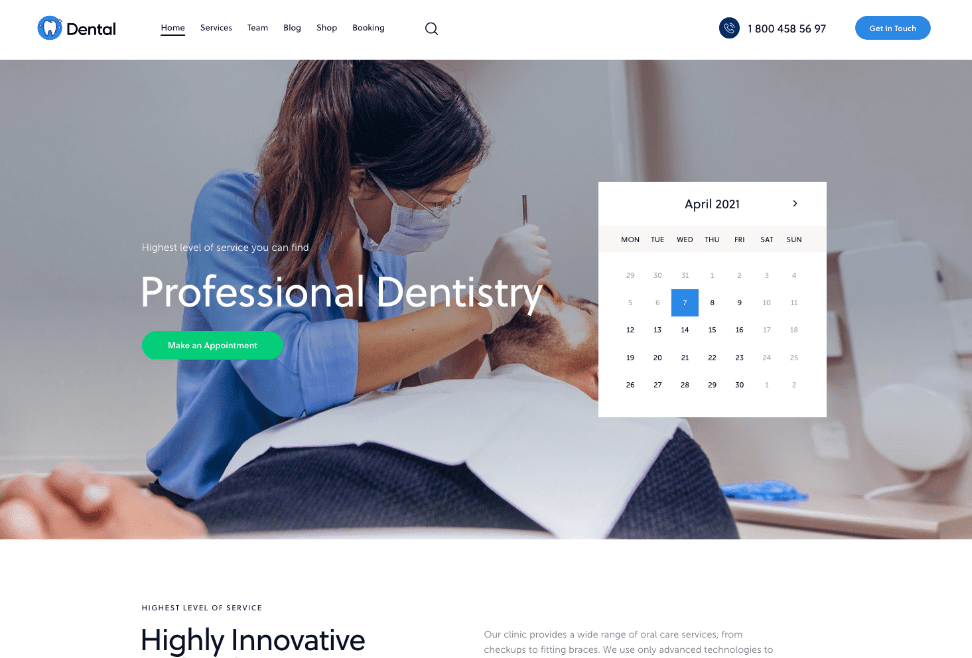 Dental
Home Services Team Blog Shop Booking
1 800 458 56 97
Get In Touch
Highest level of service you can find
Professional Dentistry
Make an Appointment
April 2021
MON TUE WED THU FRI SAT SUN
29 30 31 1 2 3 4
5 6 7 8 9 10 11
12 13 14 15 16 17 18
19 20 21 22 23 24 25
26 27 28 29 30 1 2
HIGHEST LEVEL OF SERVICE
Highly Innovative
Our clinic provides a wide range of oral care services, from
checkups to fitting braces. We use only advanced technologies to